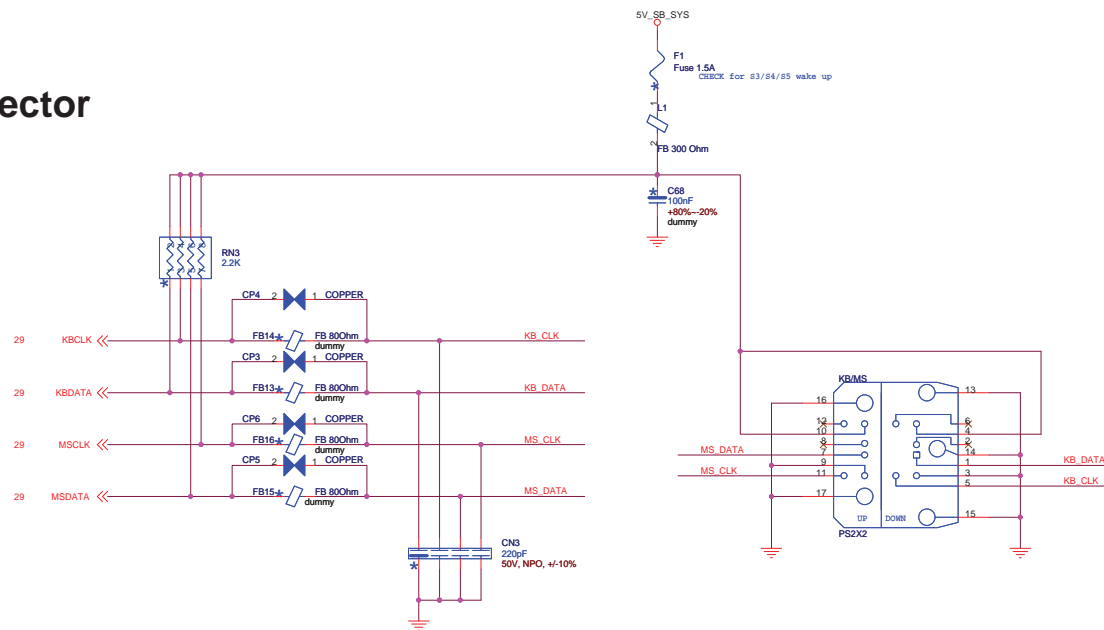 5V_SB_SYS
F1
Fuse 1.5A
CHECK for S3/S4/S5 wake up
ector
1
L1
2
FB 300 Ohm
C68
100nF
+80%~-20%
dummy
RN3
2.2K
CP4 2 1 COPPER
29 KBCLK FB14 FB 80Ohm KB_CLK
dummy
CP3 2 1 COPPER
29 KBDATA FB13 FB 80Ohm KB_DATA
dummy
CP6 2 1 COPPER
29 MSCLK FB16 FB 80Ohm MS_CLK
dummy
CP5 2 1 COPPER
29 MSDATA FB15 FB 80Ohm MS_DATA
dummy
CN3
220pF
50V, NPO, +/-10%
KB/MS
16 13
12 6
10 4
8 2
MS_DATA 7 14
9 1 KB_DATA
MS_CLK 11 3
5 KB_CLK
17 15
UP DOWN
PS2X2